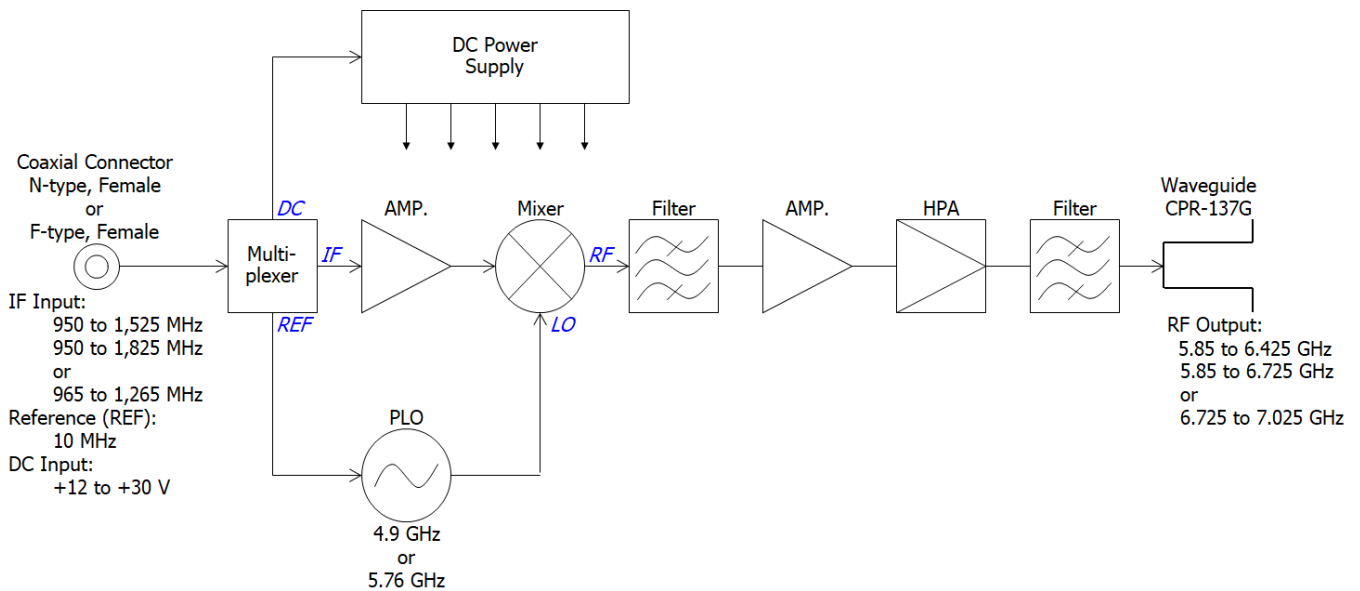 DC Power
Supply
Coaxial Connector
N-type, Female
or
F-type, Female
DC
AMP.
Mixer
Filter
AMP.
HPA
Filter
Waveguide
CPR-137G
Multi-
plexer
IF
RF
REF
LO
IF Input:
950 to 1,525 MHz
950 to 1,825 MHz
or
965 to 1,265 MHz
Reference (REF):
10 MHz
DC Input:
+12 to +30 V
PLO
4.9 GHz
or
5.76 GHz
RF Output:
5.85 to 6.425 GHz
5.85 to 6.725 GHz
or
6.725 to 7.025 GHz